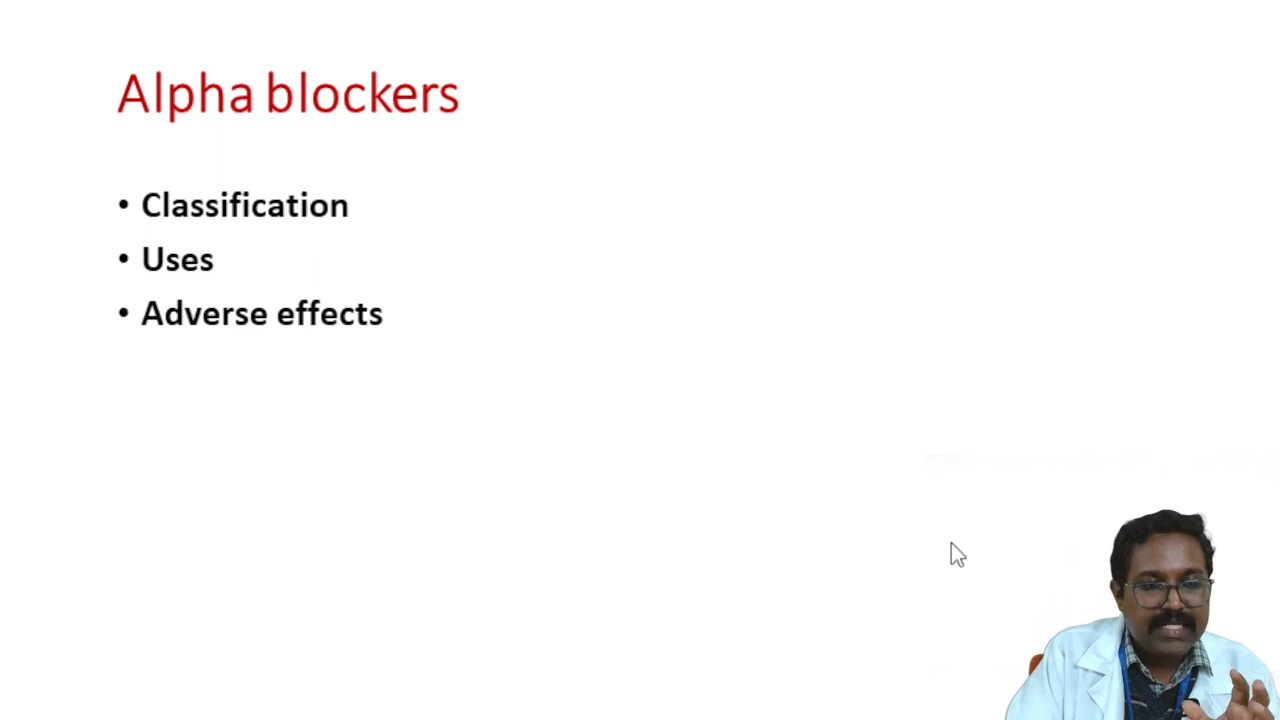 Alpha blockers
• Classification
• Uses
• Adverse effects